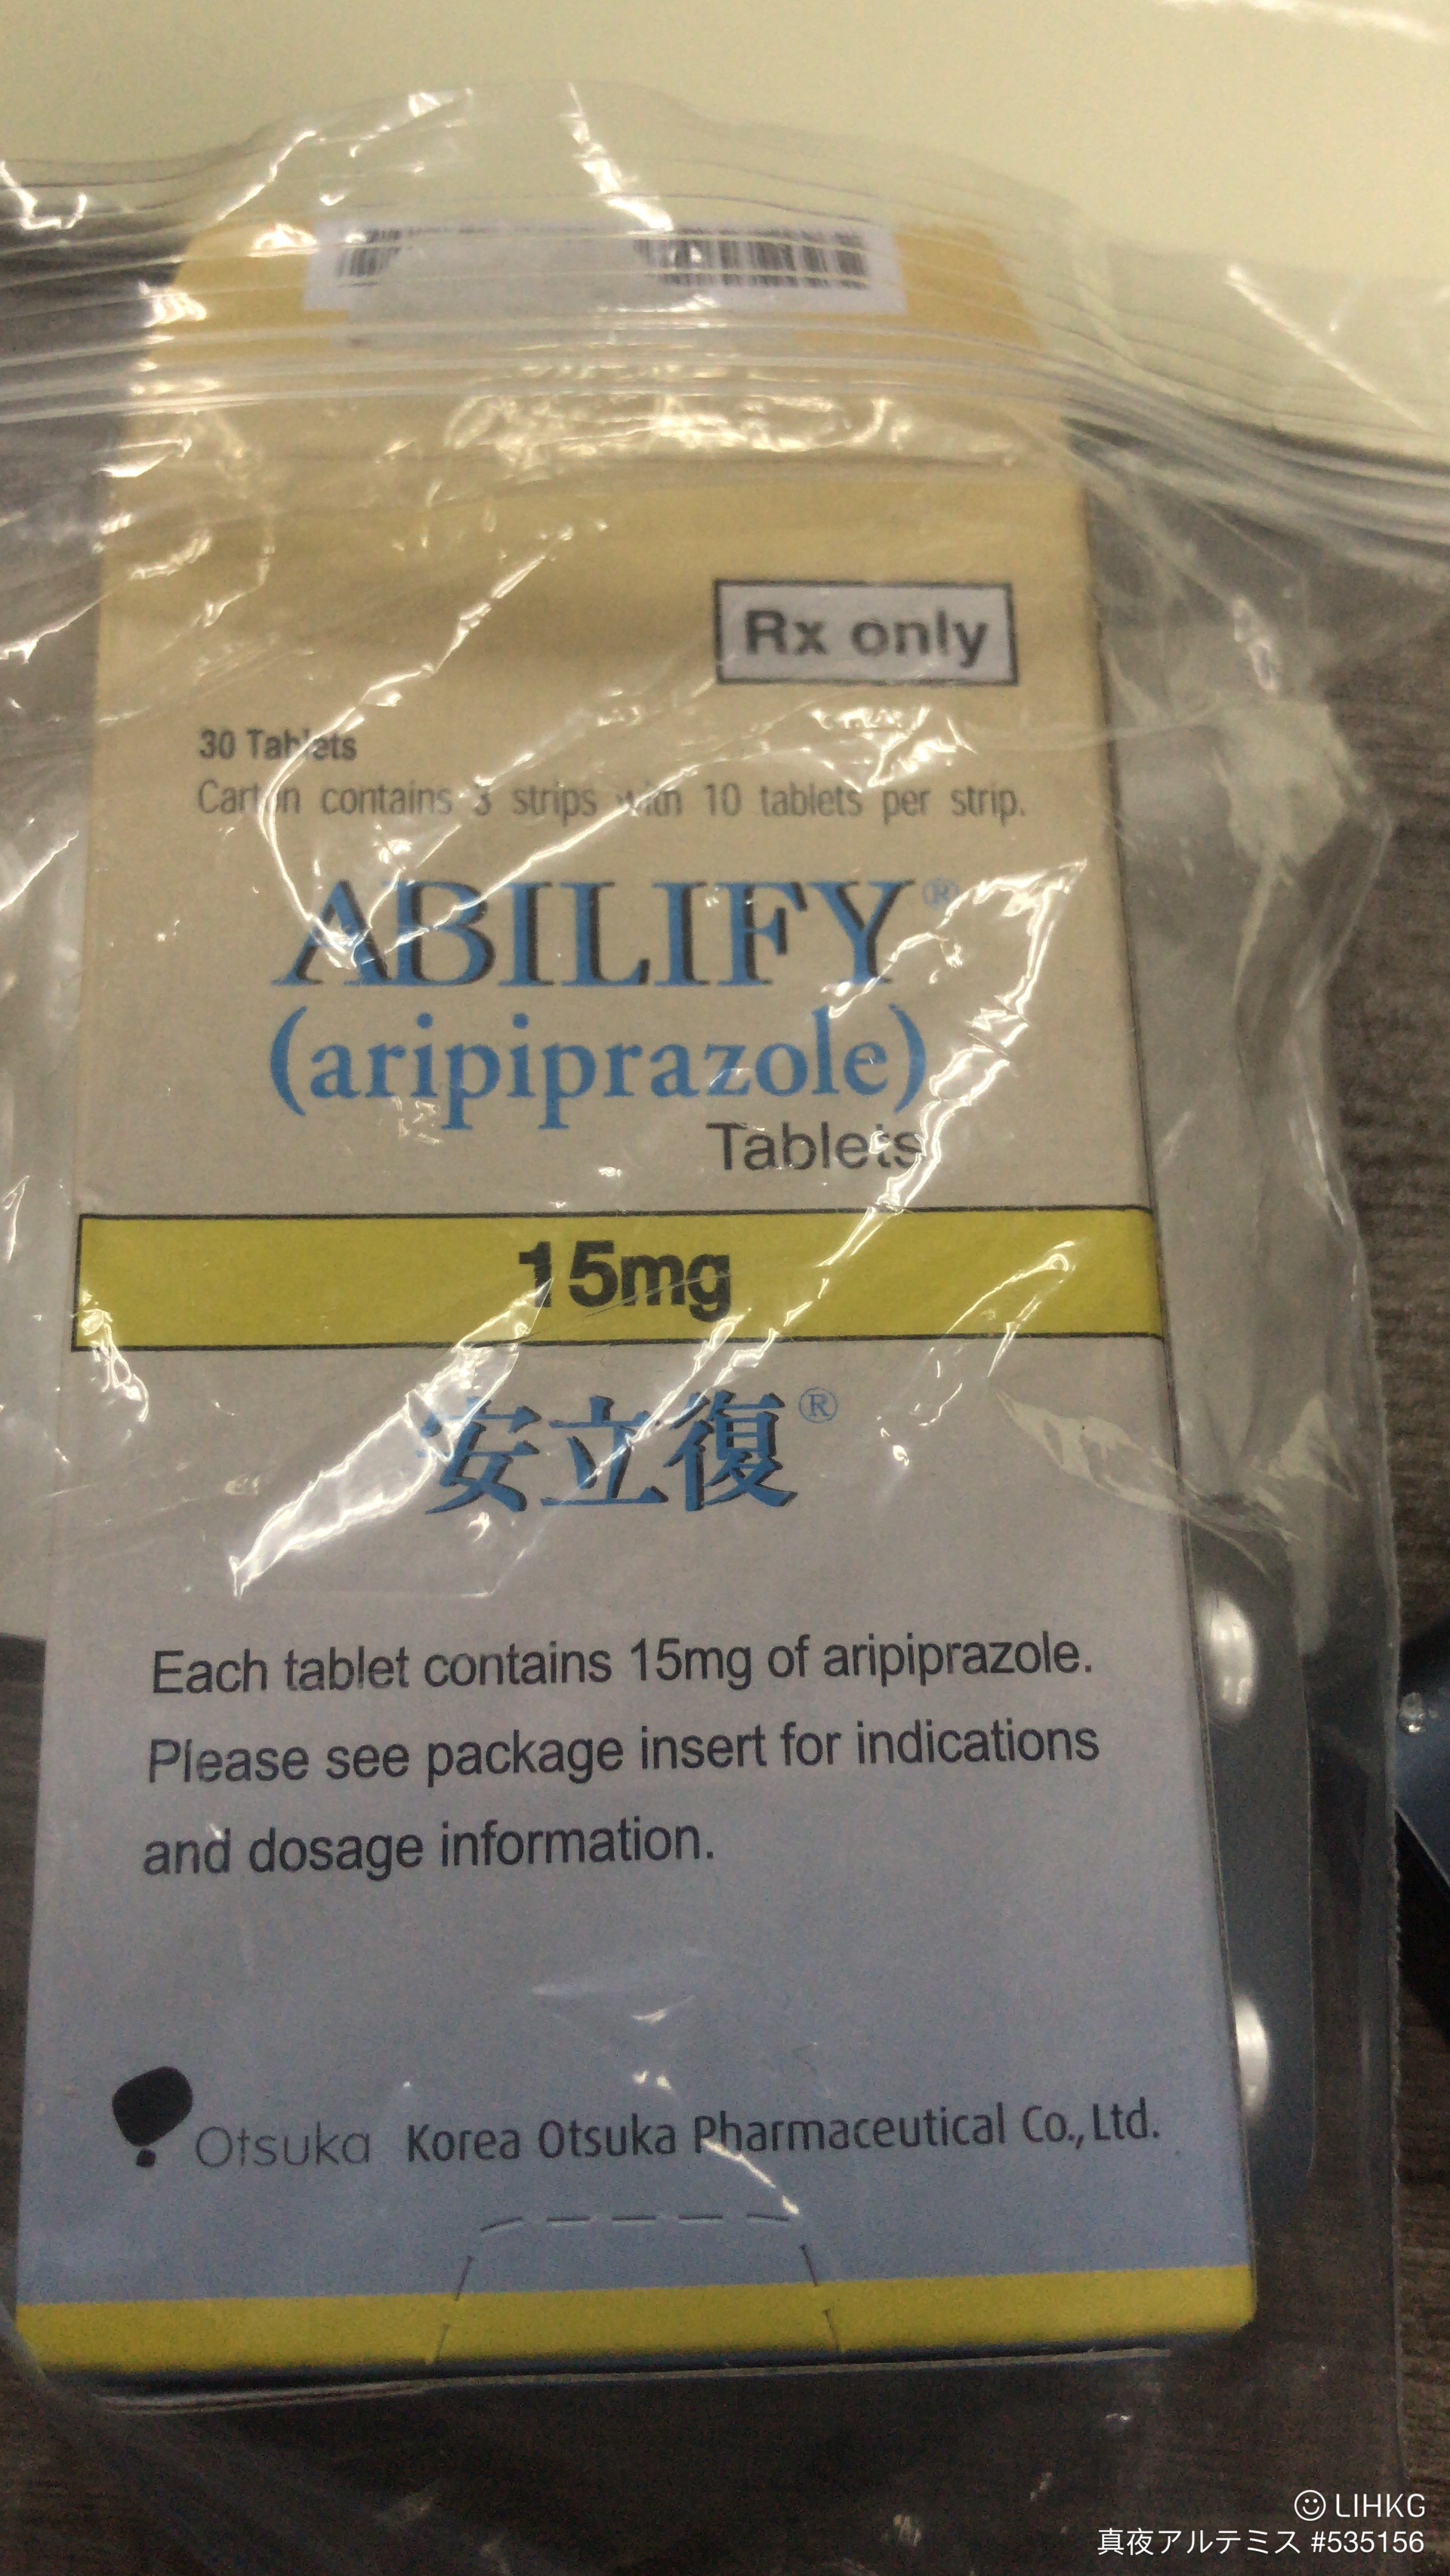 Rx only
30 Tablets
Carton contains 3 strips with 10 tablets per strip.
ABILIFY®
(aripiprazole)
Tablets
15mg
安立復®
Each tablet contains 15mg of aripiprazole.
Please see package insert for indications
and dosage information.
Otsuka Korea Otsuka Pharmaceutical Co., Ltd.
LIHKG
真夜アルテミス #535156